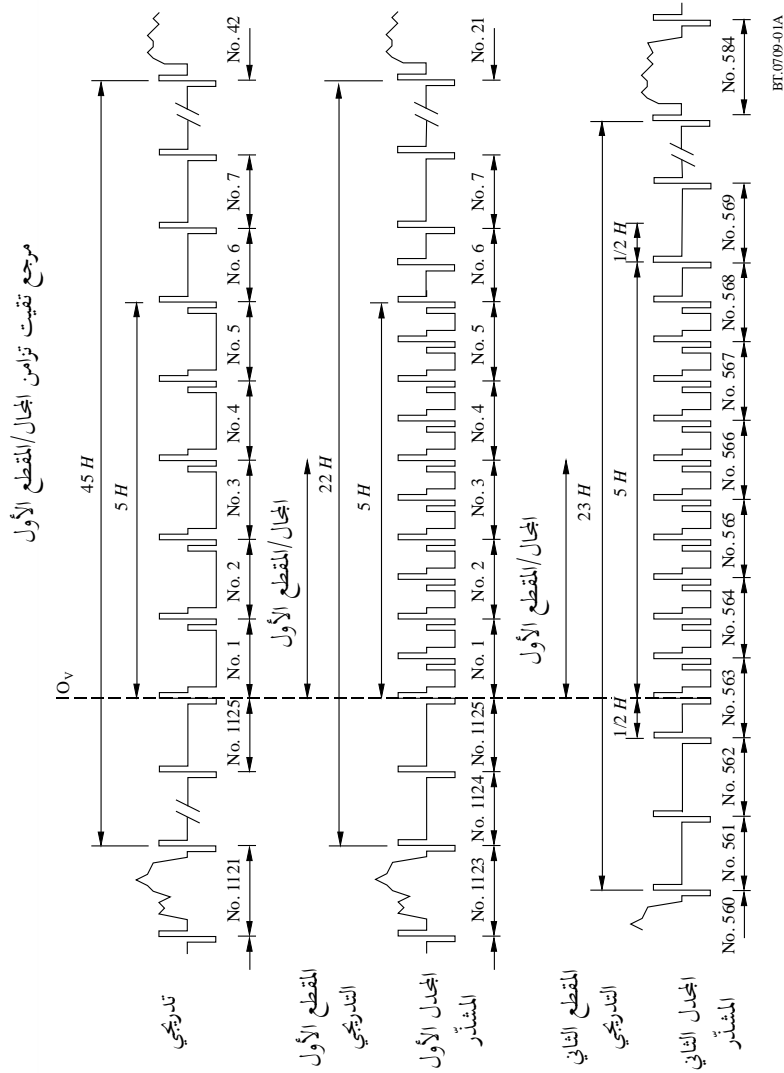 مرجع تقيت تزامن المجال/المقطع الأول
تدريجي
45 H
5 H
O_V
No. 1121
No. 1125
No. 1
No. 2
No. 3
No. 4
No. 5
No. 6
No. 7
No. 42
المجال/المقطع الأول
المقطع الأول
التدريجي
المجدل الأول
المشذّر
22 H
5 H
No. 1123
No. 1124
No. 1125
No. 1
No. 2
No. 3
No. 4
No. 5
No. 6
No. 7
No. 21
المجال/المقطع الأول
المقطع الثاني
التدريجي
المجدل الثاني
المشذّر
23 H
5 H
1/2 H
1/2 H
No. 560
No. 561
No. 562
No. 563
No. 564
No. 565
No. 566
No. 567
No. 568
No. 569
No. 584
BT.0709-01A